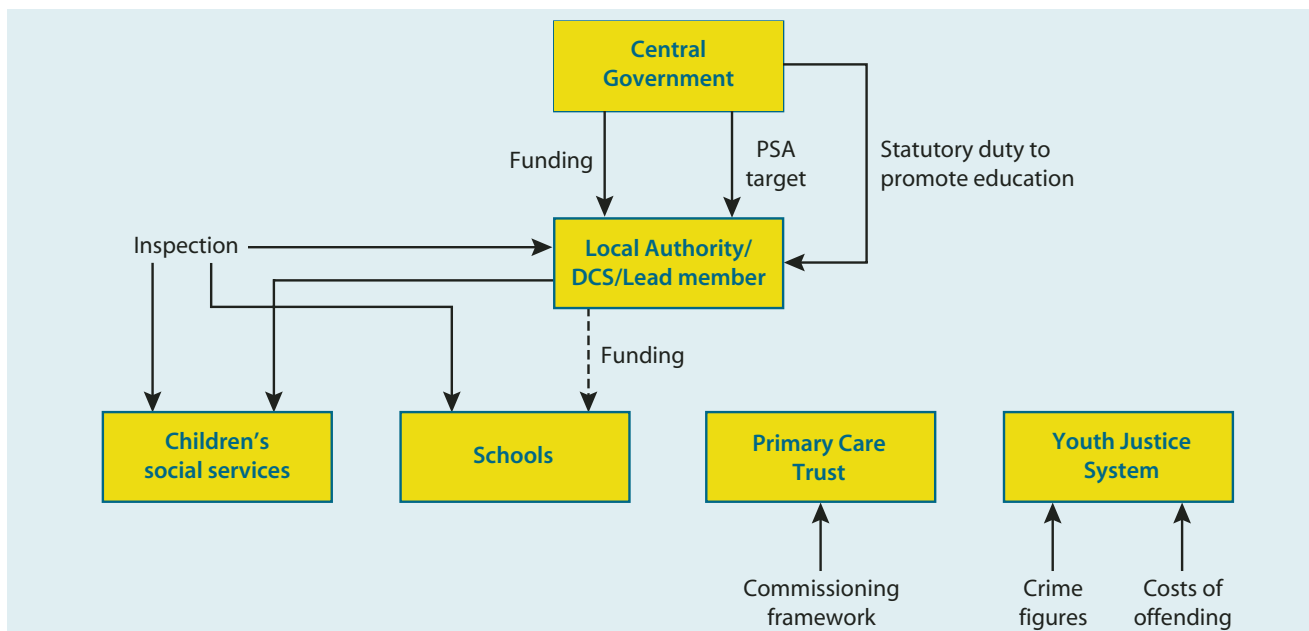 Central
Government
Funding
PSA
target
Statutory duty to
promote education
Inspection
Local Authority/
DCS/Lead member
Funding
Children's
social services
Schools
Primary Care
Trust
Youth Justice
System
Commissioning
framework
Crime
figures
Costs of
offending